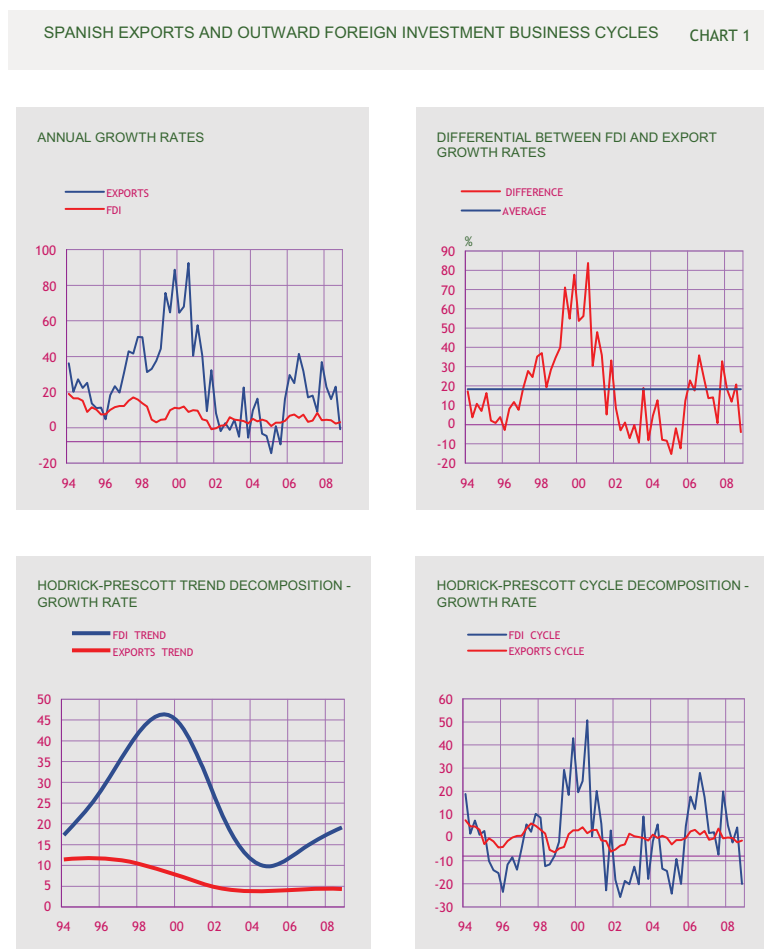 SPANISH EXPORTS AND OUTWARD FOREIGN INVESTMENT BUSINESS CYCLES
CHART 1
ANNUAL GROWTH RATES
EXPORTS
FDI
100
80
60
40
20
0
-20
94 96 98 00 02 04 06 08
DIFFERENTIAL BETWEEN FDI AND EXPORT
GROWTH RATES
DIFFERENCE
AVERAGE
%
90
80
70
60
50
40
30
20
10
0
-10
-20
94 96 98 00 02 04 06 08
HODRICK-PRESCOTT TREND DECOMPOSITION -
GROWTH RATE
FDI TREND
EXPORTS TREND
50
45
40
35
30
25
20
15
10
5
0
94 96 98 00 02 04 06 08
HODRICK-PRESCOTT CYCLE DECOMPOSITION -
GROWTH RATE
FDI CYCLE
EXPORTS CYCLE
60
50
40
30
20
10
0
-10
-20
-30
94 96 98 00 02 04 06 08